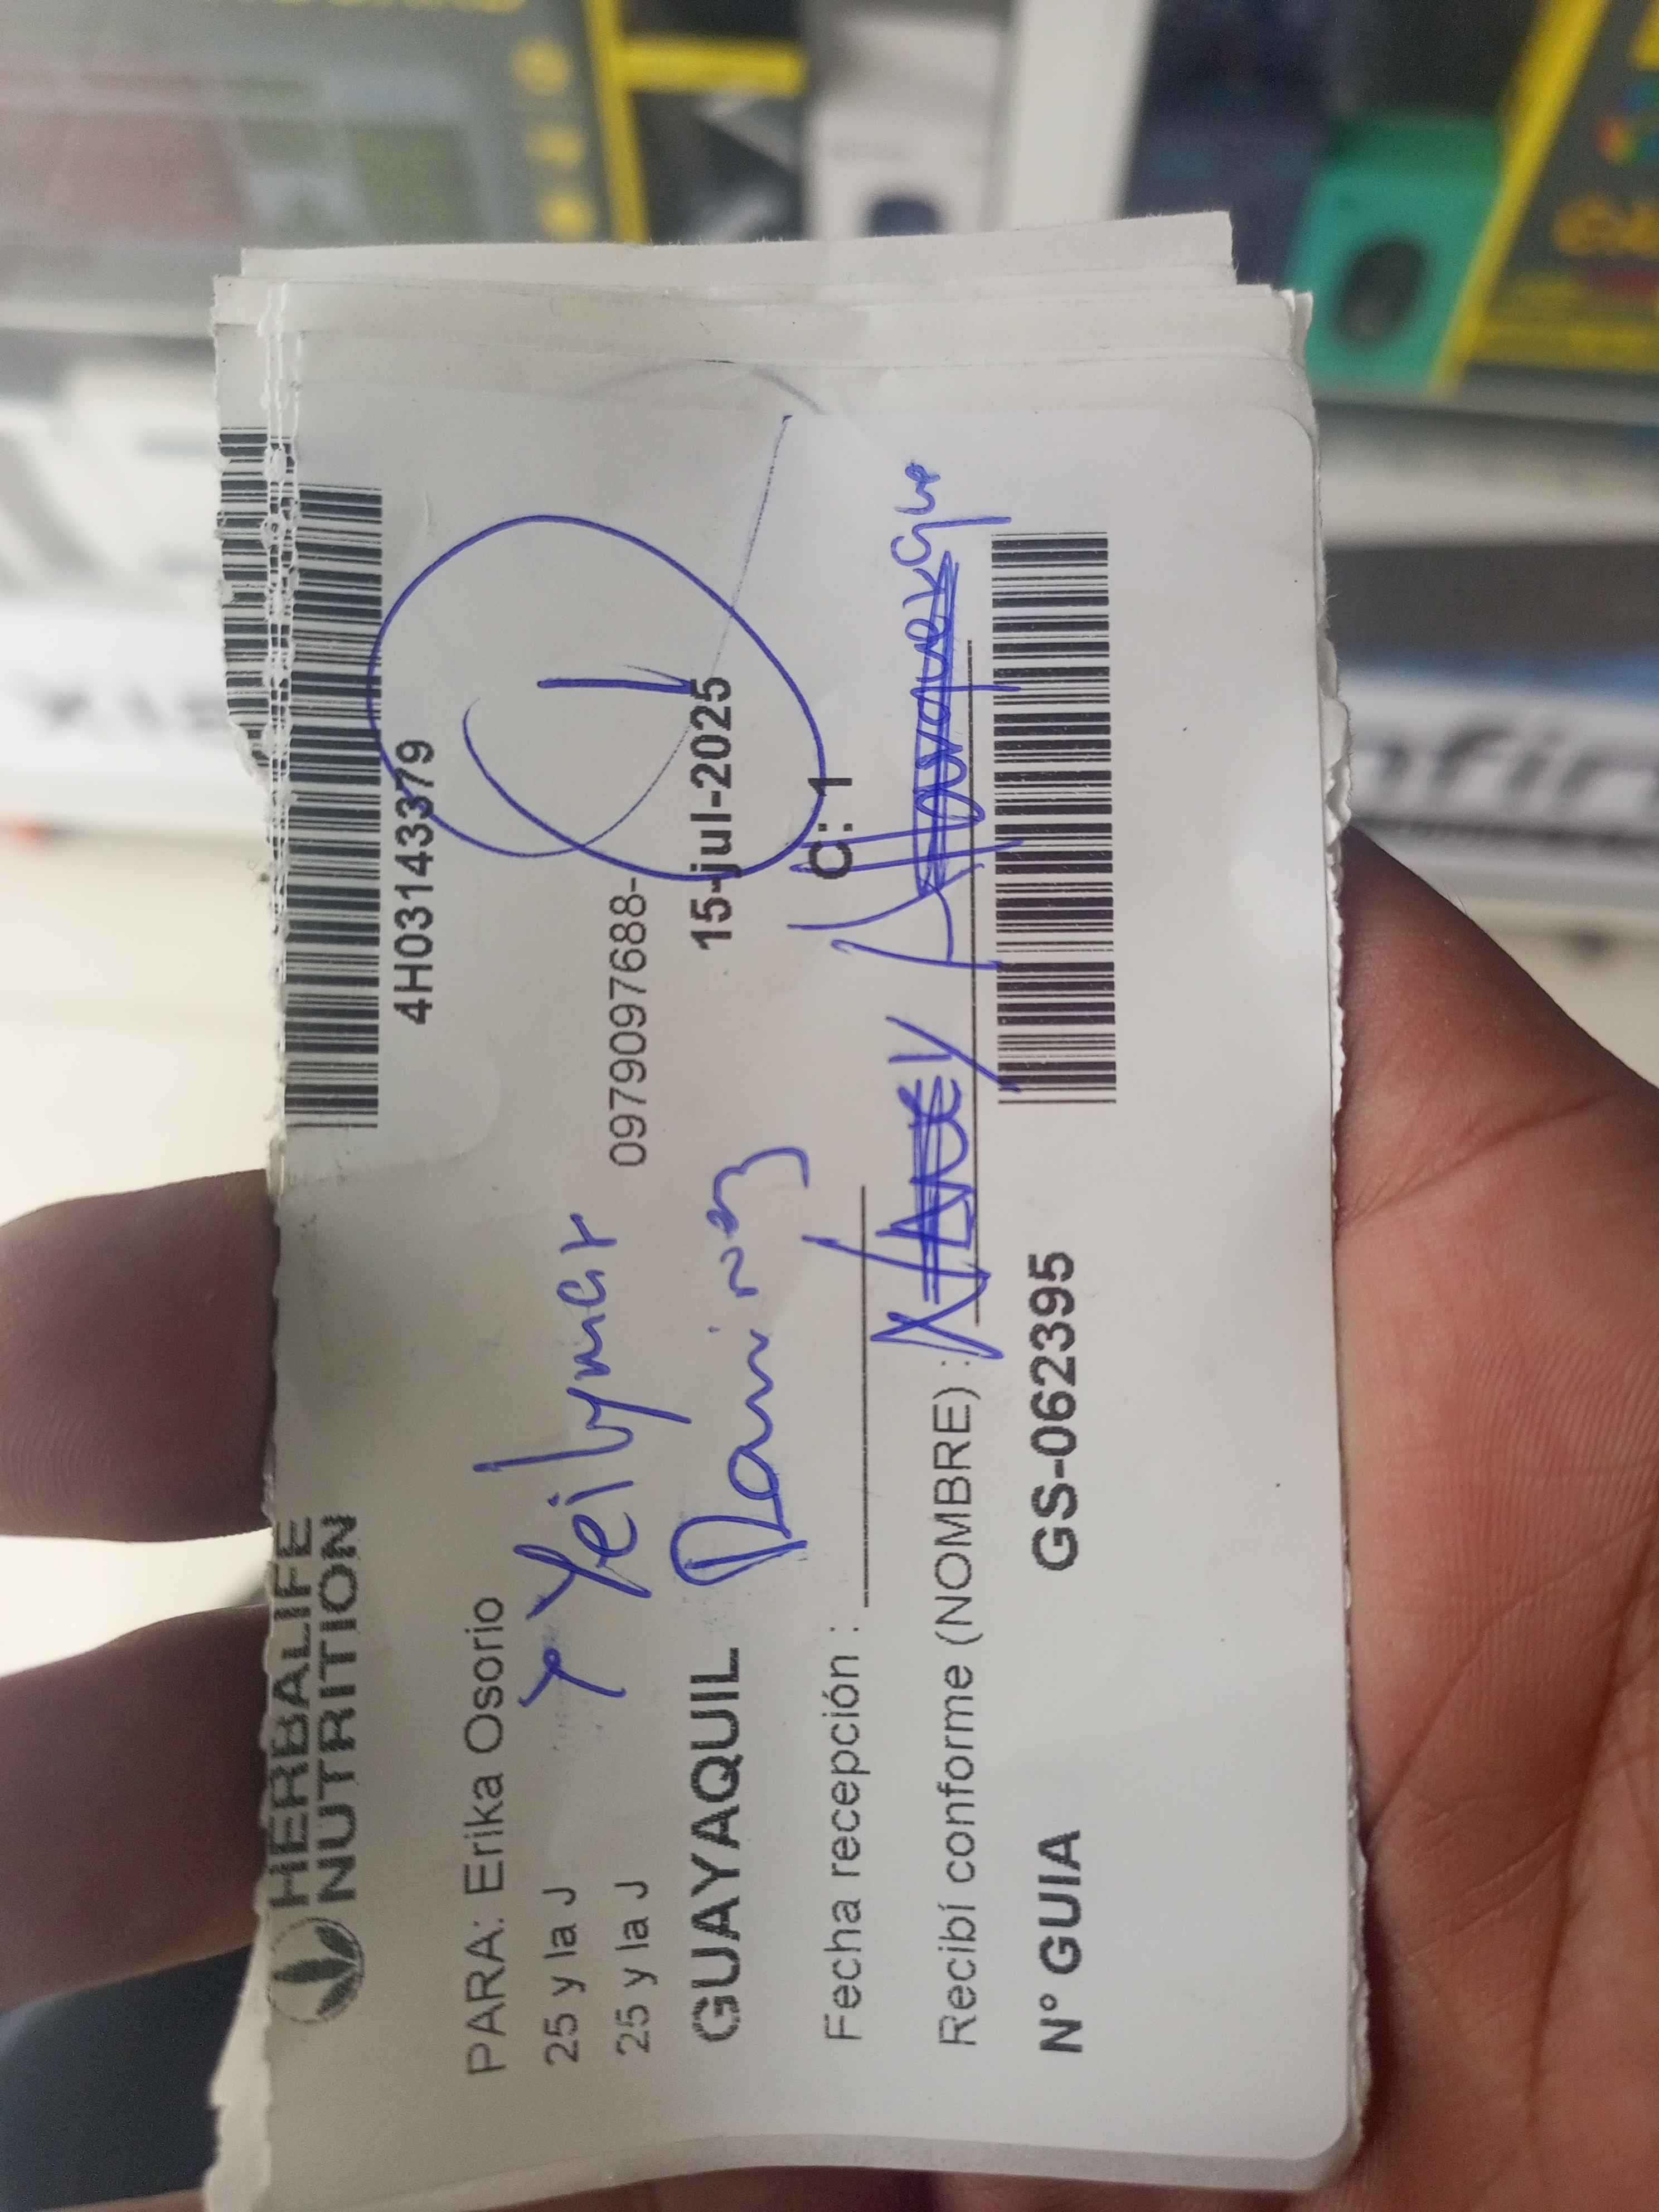 HERBALIFE
NUTRITION
4H03143379
PARA: Erika Osorio
25 y la J
Yeilymar
25 y la J
0979097688-
GUAYAQUIL
Ramirez
15-jul-2025
Fecha recepción :
C: 1
Recibí conforme (NOMBRE) :
N° GUIA
GS-062395